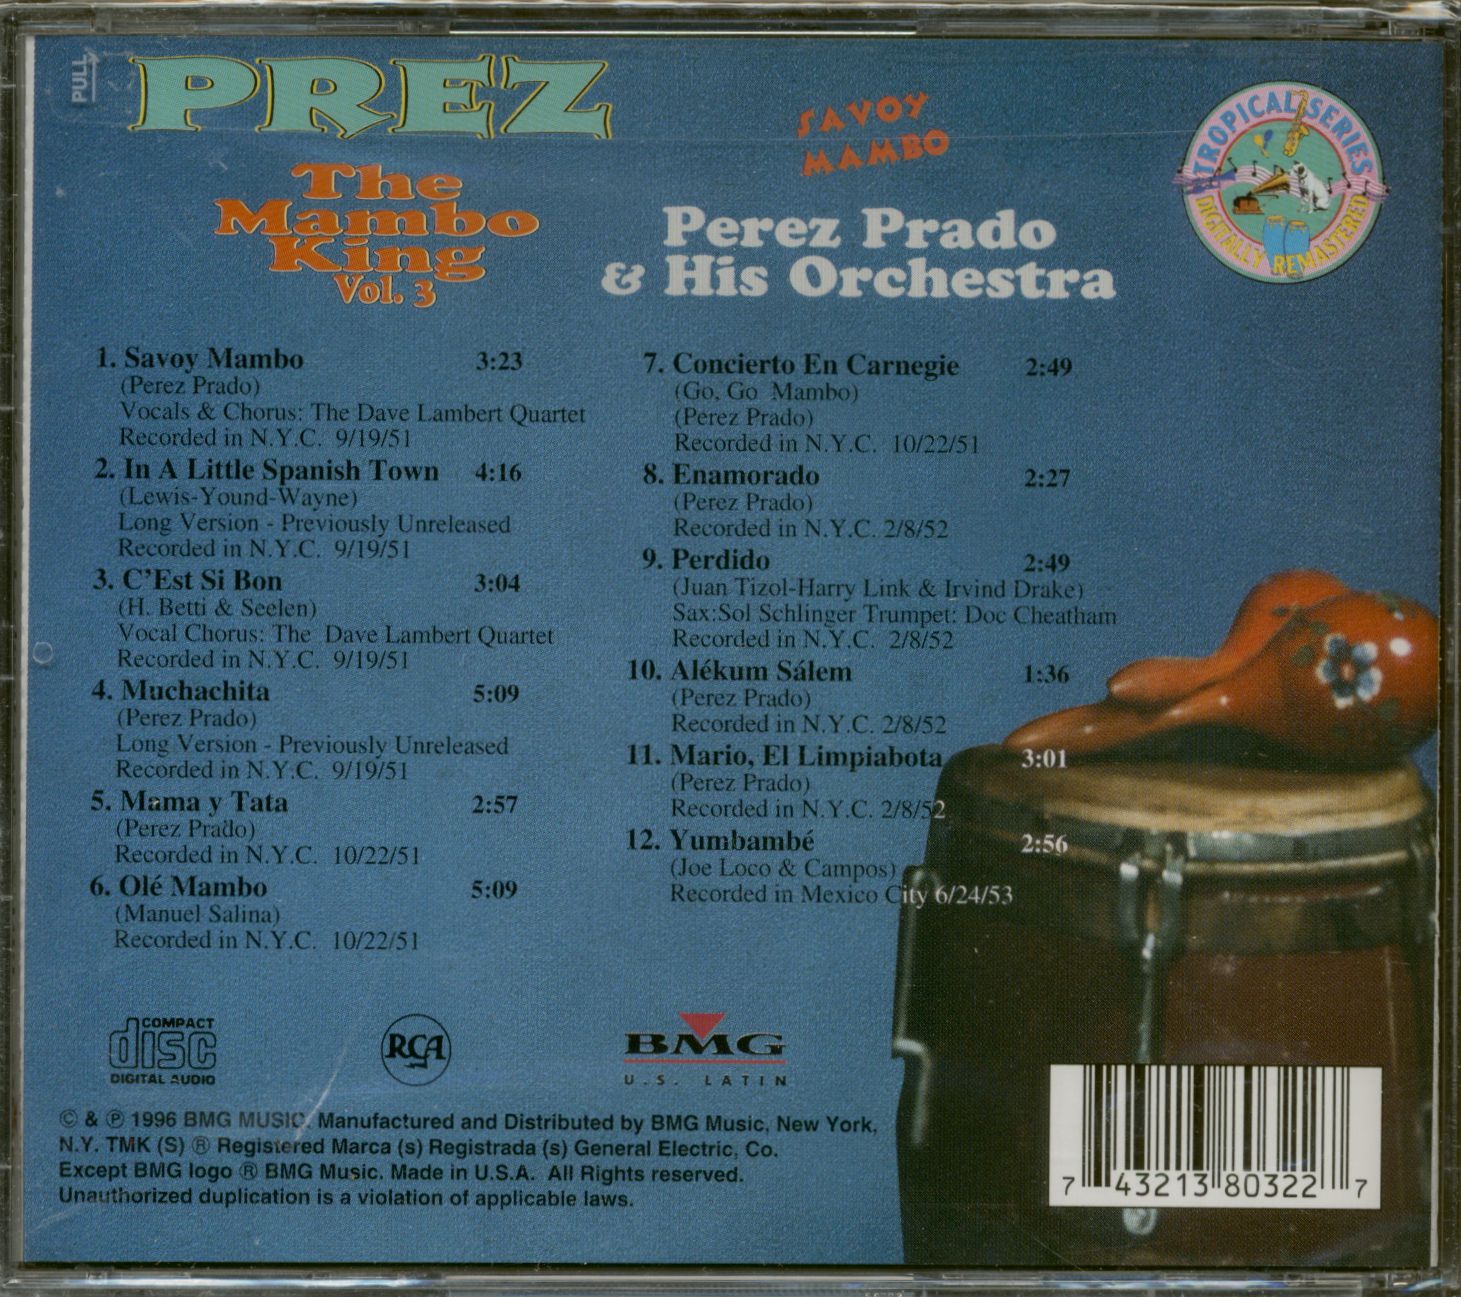 PULL
PREZ
The
Mambo
King
Vol. 3
SAVOY
MAMBO
Perez Prado
& His Orchestra
TROPICAL SERIES
DIGITALLY REMASTERED
1. Savoy Mambo 3:23
(Perez Prado)
Vocals & Chorus: The Dave Lambert Quartet
Recorded in N.Y.C. 9/19/51
2. In A Little Spanish Town 4:16
(Lewis-Yound-Wayne)
Long Version - Previously Unreleased
Recorded in N.Y.C. 9/19/51
3. C'Est Si Bon 3:04
(H. Betti & Seelen)
Vocal Chorus: The Dave Lambert Quartet
Recorded in N.Y.C. 9/19/51
4. Muchachita 5:09
(Perez Prado)
Long Version - Previously Unreleased
Recorded in N.Y.C. 9/19/51
5. Mama y Tata 2:57
(Perez Prado)
Recorded in N.Y.C. 10/22/51
6. Olé Mambo 5:09
(Manuel Salina)
Recorded in N.Y.C. 10/22/51
7. Concierto En Carnegie 2:49
(Go, Go Mambo)
(Perez Prado)
Recorded in N.Y.C. 10/22/51
8. Enamorado 2:27
(Perez Prado)
Recorded in N.Y.C. 2/8/52
9. Perdido 2:49
(Juan Tizol-Harry Link & Irvind Drake)
Sax:Sol Schlinger Trumpet: Doc Cheatham
Recorded in N.Y.C. 2/8/52
10. Alékum Sálem 1:36
(Perez Prado)
Recorded in N.Y.C. 2/8/52
11. Mario, El Limpiabota 3:01
(Perez Prado)
Recorded in N.Y.C. 2/8/52
12. Yumbambé 2:56
(Joe Loco & Campos)
Recorded in Mexico City 6/24/53
COMPACT
disc
DIGITAL AUDIO
RCA
BMG
U.S. LATIN
© & ℗ 1996 BMG MUSIC. Manufactured and Distributed by BMG Music, New York,
N.Y. TMK (S) ® Registered Marca (s) Registrada (s) General Electric, Co.
Except BMG logo ® BMG Music. Made in U.S.A. All Rights reserved.
Unauthorized duplication is a violation of applicable laws.
7 43213 80322 7